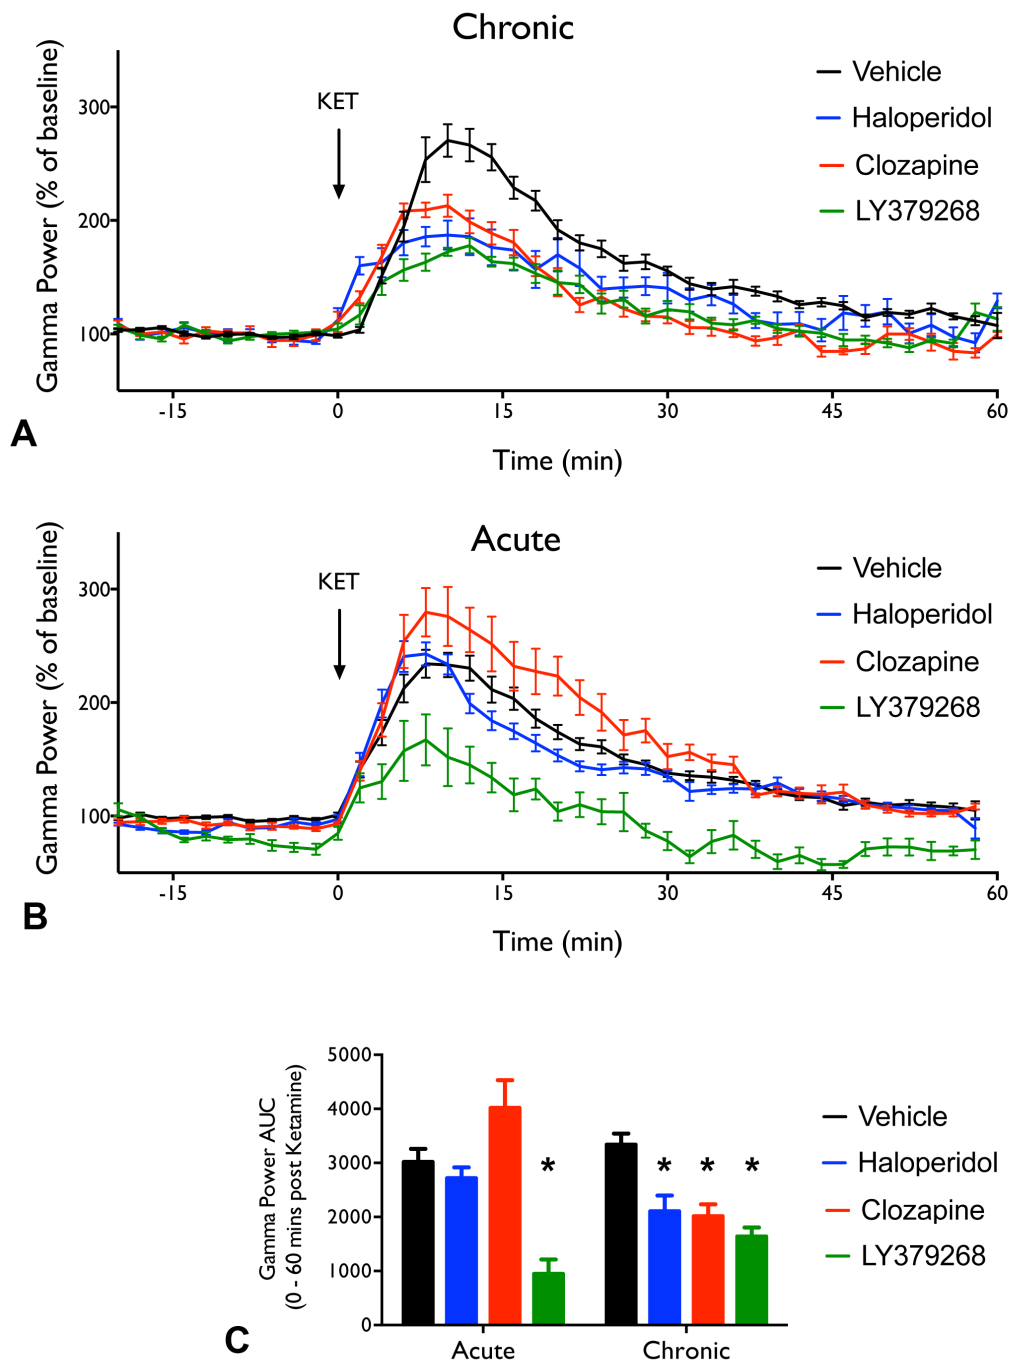 Chronic
Gamma Power (% of baseline)
300
200
100
KET
Vehicle
Haloperidol
Clozapine
LY379268
-15
0
15
30
45
60
A
Time (min)
Acute
Gamma Power (% of baseline)
300
200
100
KET
Vehicle
Haloperidol
Clozapine
LY379268
-15
0
15
30
45
60
B
Time (min)
Gamma Power AUC
(0 - 60 mins post Ketamine)
5000
4000
3000
2000
1000
0
*
*
*
*
Vehicle
Haloperidol
Clozapine
LY379268
C
Acute
Chronic